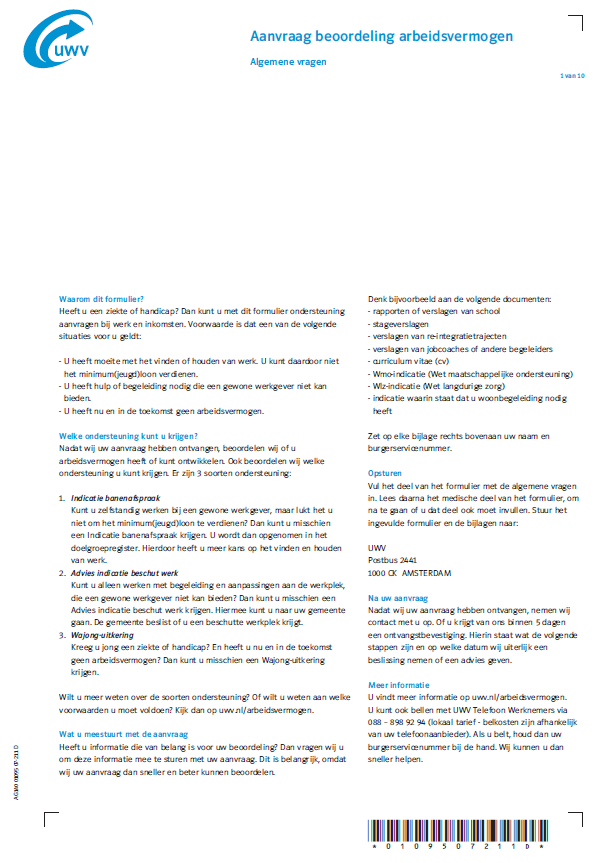 uwv
Aanvraag beoordeling arbeidsvermogen
Algemene vragen
1 van 10
Waarom dit formulier?
Heeft u een ziekte of handicap? Dan kunt u met dit formulier ondersteuning
aanvragen bij werk en inkomsten. Voorwaarde is dat een van de volgende
situaties voor u geldt:
- U heeft moeite met het vinden of houden van werk. U kunt daardoor niet
het minimum(jeugd)loon verdienen.
- U heeft hulp of begeleiding nodig die een gewone werkgever niet kan
bieden.
- U heeft nu en in de toekomst geen arbeidsvermogen.
Welke ondersteuning kunt u krijgen?
Nadat wij uw aanvraag hebben ontvangen, beoordelen wij of u
arbeidsvermogen heeft of kunt ontwikkelen. Ook beoordelen wij welke
ondersteuning u kunt krijgen. Er zijn 3 soorten ondersteuning:
1. Indicatie banenafspraak
Kunt u zelfstandig werken bij een gewone werkgever, maar lukt het u
niet om het minimum(jeugd)loon te verdienen? Dan kunt u misschien
een Indicatie banenafspraak krijgen. U wordt dan opgenomen in het
doelgroepregister. Hierdoor heeft u meer kans op het vinden en houden
van werk.
2. Advies indicatie beschut werk
Kunt u alleen werken met begeleiding en aanpassingen aan de werkplek,
die een gewone werkgever niet kan bieden? Dan kunt u misschien een
Advies indicatie beschut werk krijgen. Hiermee kunt u naar uw gemeente
gaan. De gemeente beslist of u een beschutte werkplek krijgt.
3. Wajong-uitkering
Kreeg u jong een ziekte of handicap? En heeft u nu en in de toekomst
geen arbeidsvermogen? Dan kunt u misschien een Wajong-uitkering
krijgen.
Wilt u meer weten over de soorten ondersteuning? Of wilt u weten aan welke
voorwaarden u moet voldoen? Kijk dan op uwv.nl/arbeidsvermogen.
Wat u meestuurt met de aanvraag
Heeft u informatie die van belang is voor uw beoordeling? Dan vragen wij u
om deze informatie mee te sturen met uw aanvraag. Dit is belangrijk, omdat
wij uw aanvraag dan sneller en beter kunnen beoordelen.
Denk bijvoorbeeld aan de volgende documenten:
- rapporten of verslagen van school
- stageverslagen
- verslagen van re-integratietrajecten
- verslagen van jobcoaches of andere begeleiders
- curriculum vitae (cv)
- Wmo-indicatie (Wet maatschappelijke ondersteuning)
- Wlz-indicatie (Wet langdurige zorg)
- indicatie waarin staat dat u woonbegeleiding nodig
heeft
Zet op elke bijlage rechts bovenaan uw naam en
burgerservicenummer.
Opsturen
Vul het deel van het formulier met de algemene vragen
in. Lees daarna het medische deel van het formulier, om
na te gaan of u dat deel ook moet invullen. Stuur het
ingevulde formulier en de bijlagen naar:
UWV
Postbus 2441
1000 CK AMSTERDAM
Na uw aanvraag
Nadat wij uw aanvraag hebben ontvangen, nemen wij
contact met u op. Of u krijgt van ons binnen 5 dagen
een ontvangstbevestiging. Hierin staat wat de volgende
stappen zijn en op welke datum wij uiterlijk een
beslissing nemen of een advies geven.
Meer informatie
U vindt meer informatie op uwv.nl/arbeidsvermogen.
U kunt ook bellen met UWV Telefoon Werknemers via
088 – 898 92 94 (lokaal tarief - belkosten zijn afhankelijk
van uw telefoonaanbieder). Als u belt, houd dan uw
burgerservicenummer bij de hand. Wij kunnen u dan
sneller helpen.
*0109507211D*